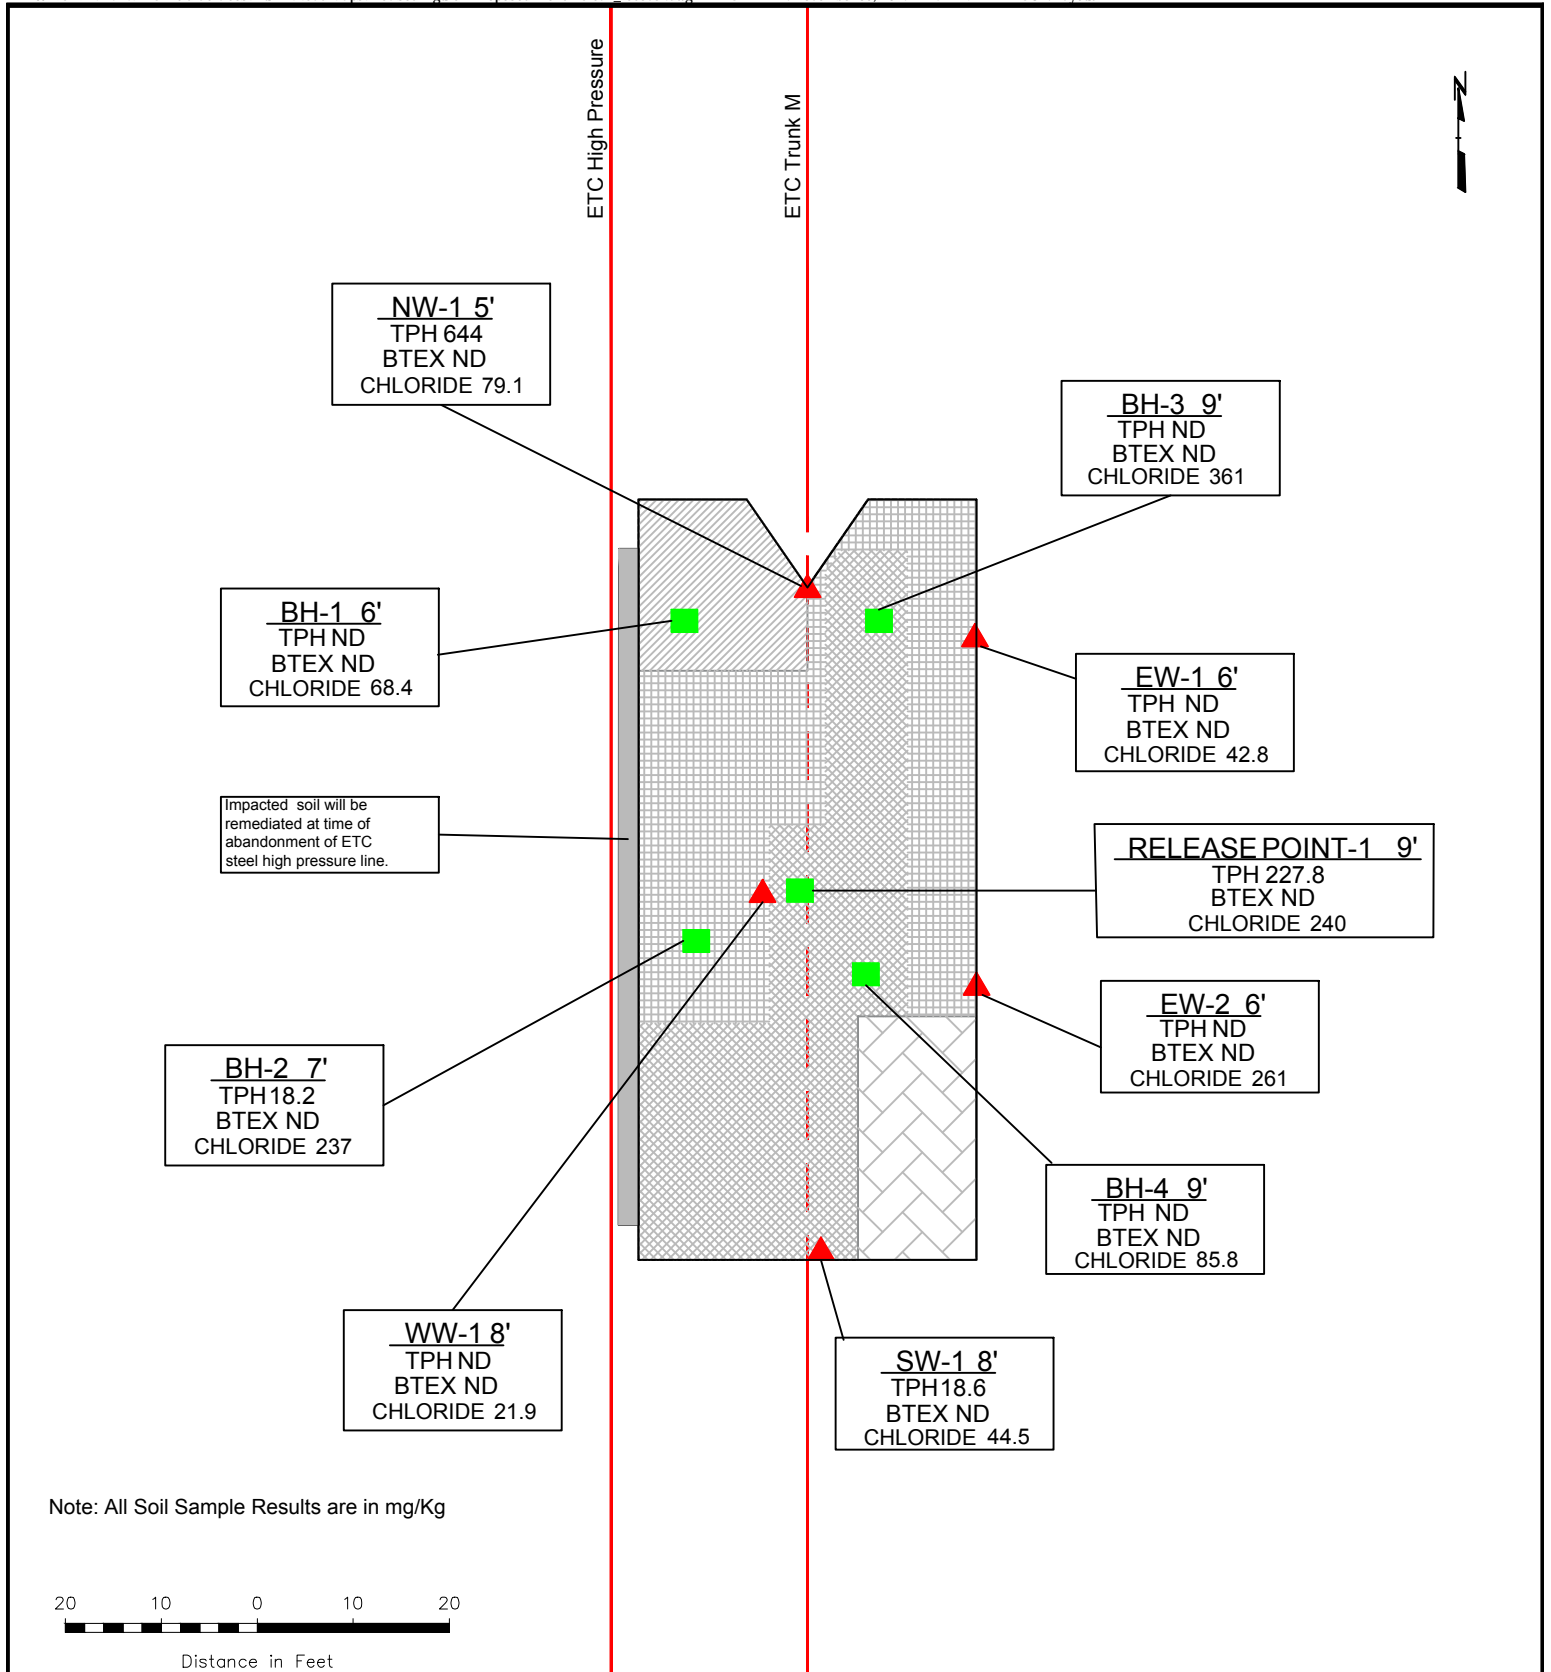 ETC High Pressure
ETC Trunk M
N
NW-1 5'
TPH 644
BTEX ND
CHLORIDE 79.1
BH-3 9'
TPH ND
BTEX ND
CHLORIDE 361
BH-1 6'
TPH ND
BTEX ND
CHLORIDE 68.4
EW-1 6'
TPH ND
BTEX ND
CHLORIDE 42.8
Impacted soil will be
remediated at time of
abandonment of ETC
steel high pressure line.
RELEASE POINT-1 9'
TPH 227.8
BTEX ND
CHLORIDE 240
EW-2 6'
TPH ND
BTEX ND
CHLORIDE 261
BH-2 7'
TPH 18.2
BTEX ND
CHLORIDE 237
BH-4 9'
TPH ND
BTEX ND
CHLORIDE 85.8
WW-1 8'
TPH ND
BTEX ND
CHLORIDE 21.9
SW-1 8'
TPH 18.6
BTEX ND
CHLORIDE 44.5
Note: All Soil Sample Results are in mg/Kg
20 10 0 10 20
Distance in Feet